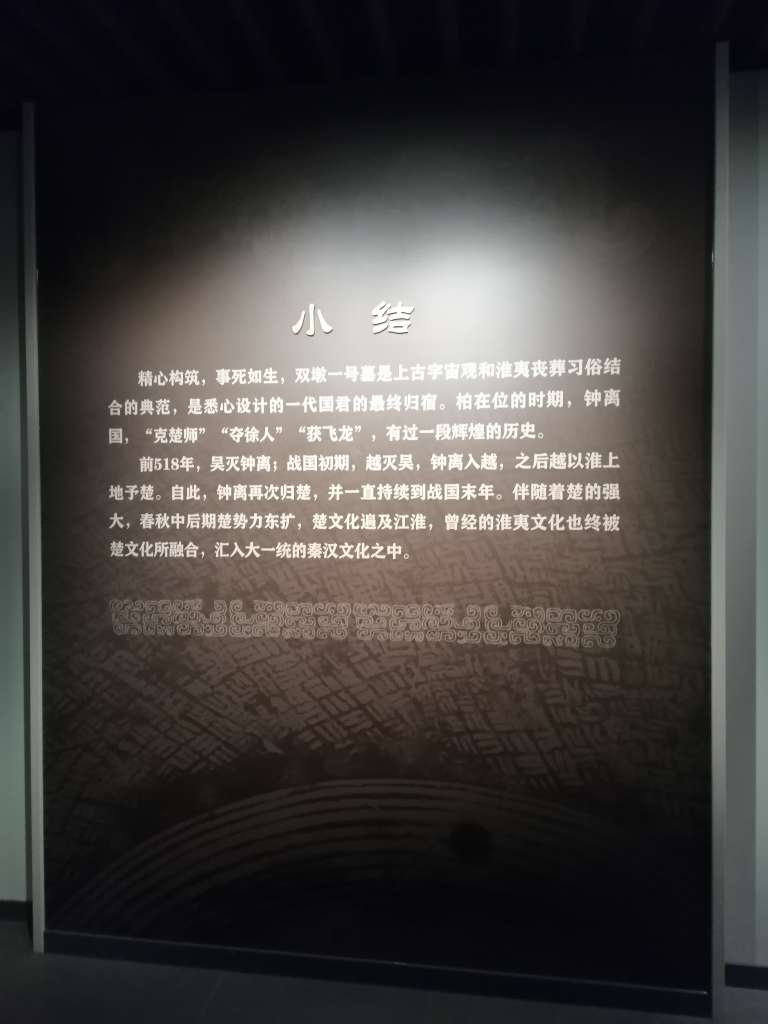 小 结
精心构筑，事死如生，双墩一号墓是上古宇宙观和淮夷丧葬习俗结
合的典范，是悉心设计的一代国君的最终归宿。柏在位的时期，钟离
国，“克楚师”“夺徐人”“获飞龙”，有过一段辉煌的历史。
前518年，吴灭钟离；战国初期，越灭吴，钟离入越，之后越以淮上
地予楚。自此，钟离再次归楚，并一直持续到战国末年。伴随着楚的强
大，春秋中后期楚势力东扩，楚文化遍及江淮，曾经的淮夷文化也终被
楚文化所融合，汇入大一统的秦汉文化之中。